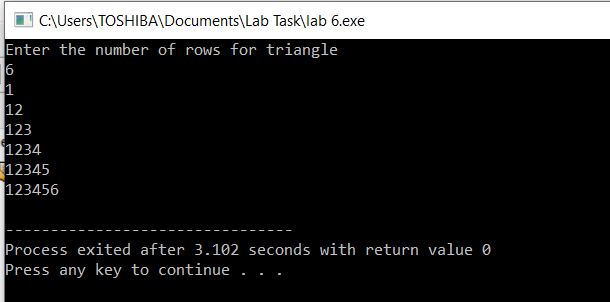 C:\Users\TOSHIBA\Documents\Lab Task\lab 6.exe
Enter the number of rows for triangle
6
1
12
123
1234
12345
123456
--------------------------------
Process exited after 3.102 seconds with return value 0
Press any key to continue . . .